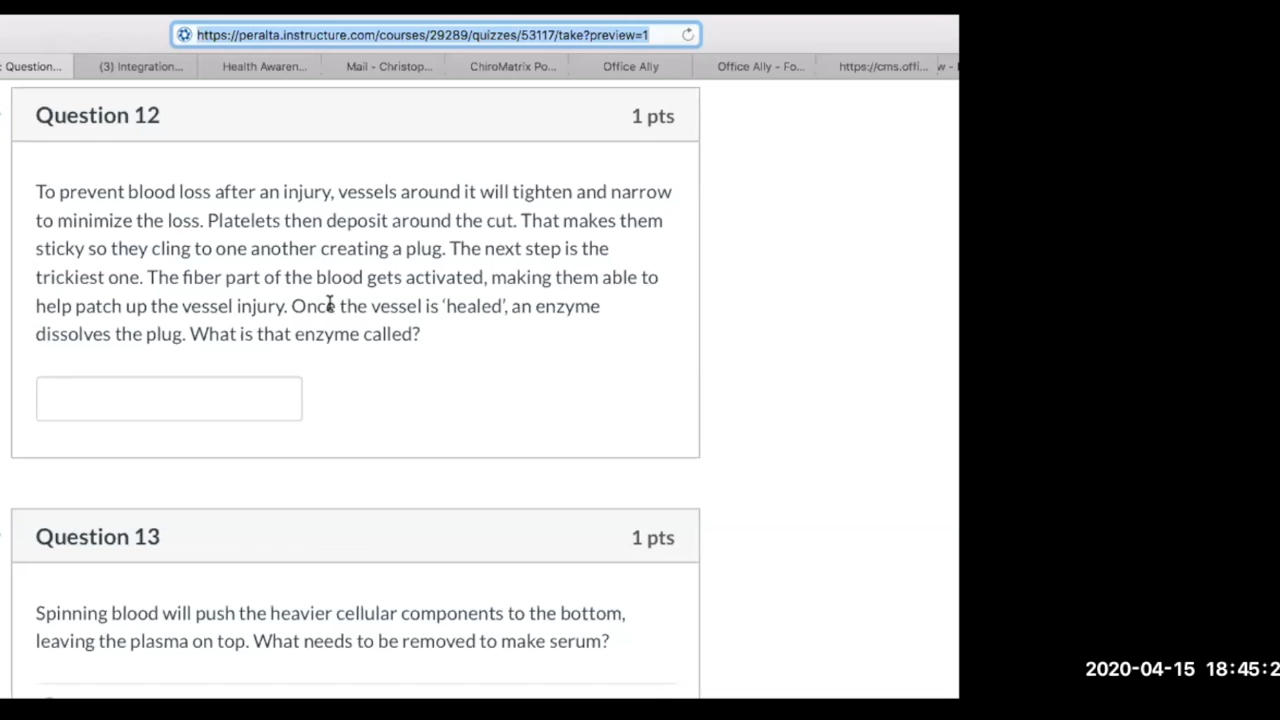 https://peralta.instructure.com/courses/29289/quizzes/53117/take?preview=1
: Question... (3) Integration... Health Awaren... Mail - Christop... ChiroMatrix Po... Office Ally Office Ally - Fo... https://cms.offi... w -
Question 12 1 pts
To prevent blood loss after an injury, vessels around it will tighten and narrow
to minimize the loss. Platelets then deposit around the cut. That makes them
sticky so they cling to one another creating a plug. The next step is the
trickiest one. The fiber part of the blood gets activated, making them able to
help patch up the vessel injury. Once the vessel is ‘healed’, an enzyme
dissolves the plug. What is that enzyme called?
Question 13 1 pts
Spinning blood will push the heavier cellular components to the bottom,
leaving the plasma on top. What needs to be removed to make serum?
2020-04-15 18:45:2